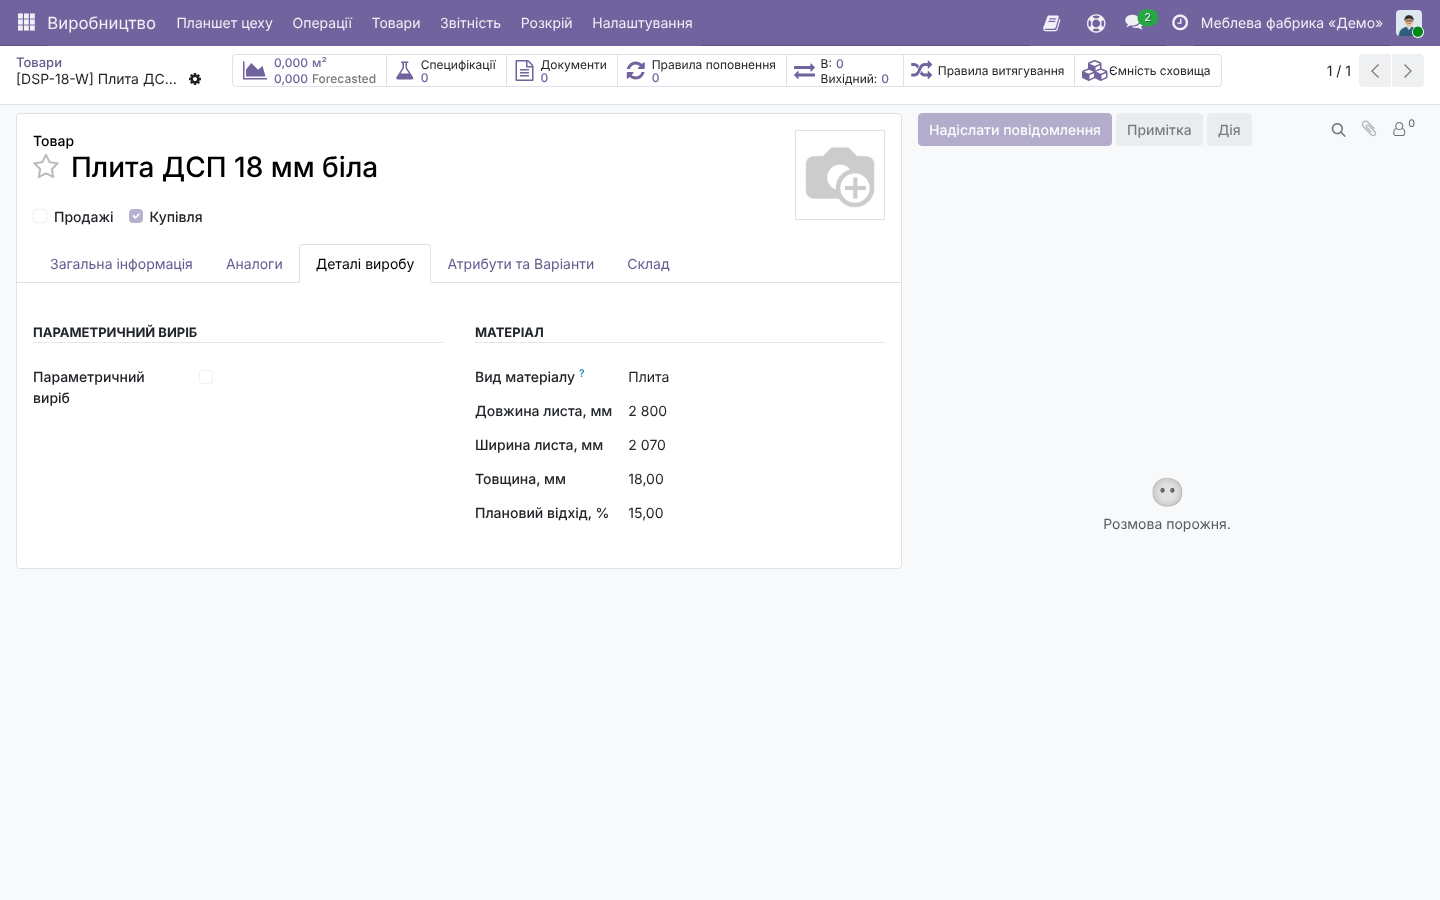 Виробництво Планшет цеху Операції Товари Звітність Розкрій Налаштування 2 Меблева фабрика «Демо»
Товари
[DSP-18-W] Плита ДС...
0,000 м²
0,000 Forecasted
Специфікації
0
Документи
0
Правила поповнення
0
В: 0
Вихідний: 0
Правила витягування
Ємність сховища
1 / 1
Товар
Плита ДСП 18 мм біла
Продажі Купівля
Загальна інформація Аналоги Деталі виробу Атрибути та Варіанти Склад
ПАРАМЕТРИЧНИЙ ВИРІБ
Параметричний
виріб
МАТЕРІАЛ
Вид матеріалу ? Плита
Довжина листа, мм 2 800
Ширина листа, мм 2 070
Товщина, мм 18,00
Плановий відхід, % 15,00
Надіслати повідомлення Примітка Дія 0
Розмова порожня.